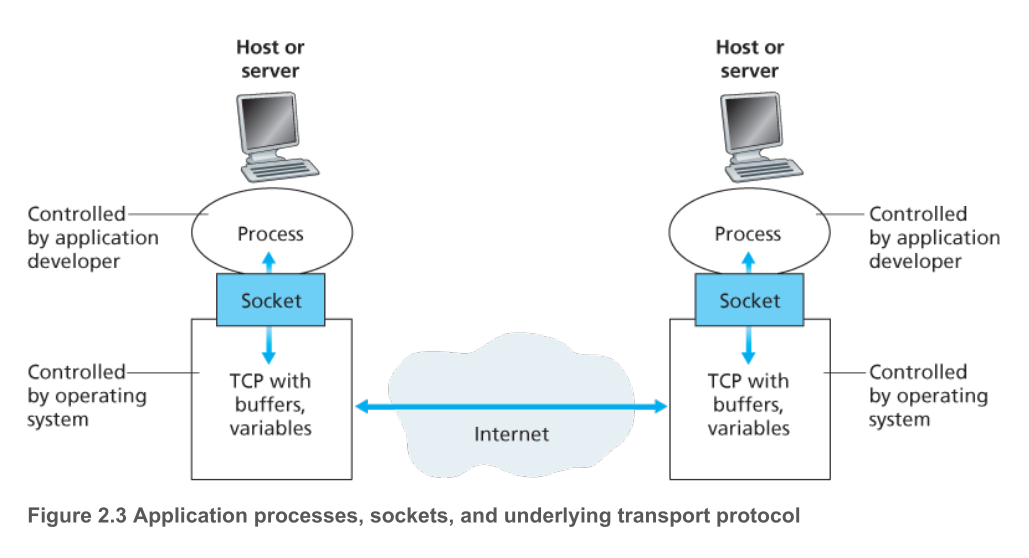 Host or
server
Host or
server
Controlled
by application
developer
Process
Process
Controlled
by application
developer
Socket
Socket
Controlled
by operating
system
TCP with
buffers,
variables
Internet
TCP with
buffers,
variables
Controlled
by operating
system
Figure 2.3 Application processes, sockets, and underlying transport protocol